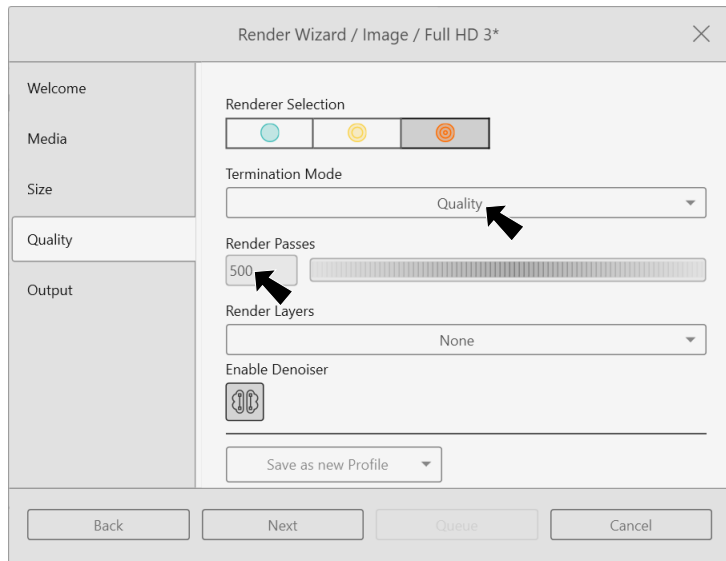 Render Wizard / Image / Full HD 3*
Welcome
Media
Size
Quality
Output
Renderer Selection
Termination Mode
Quality
Render Passes
500
Render Layers
None
Enable Denoiser
Save as new Profile
Back
Next
Queue
Cancel